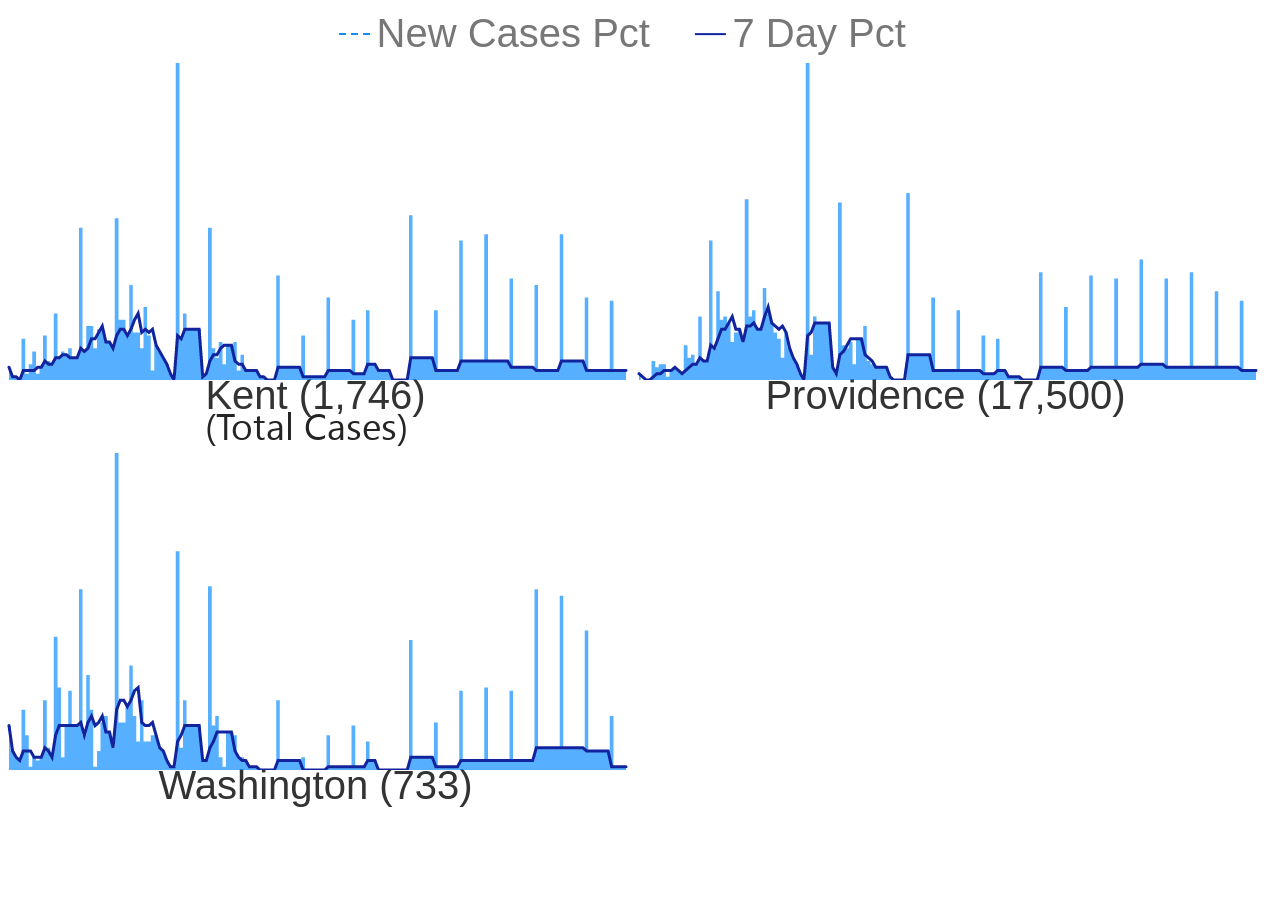 New Cases Pct 7 Day Pct
Kent (1,746)
(Total Cases)
Providence (17,500)
Washington (733)